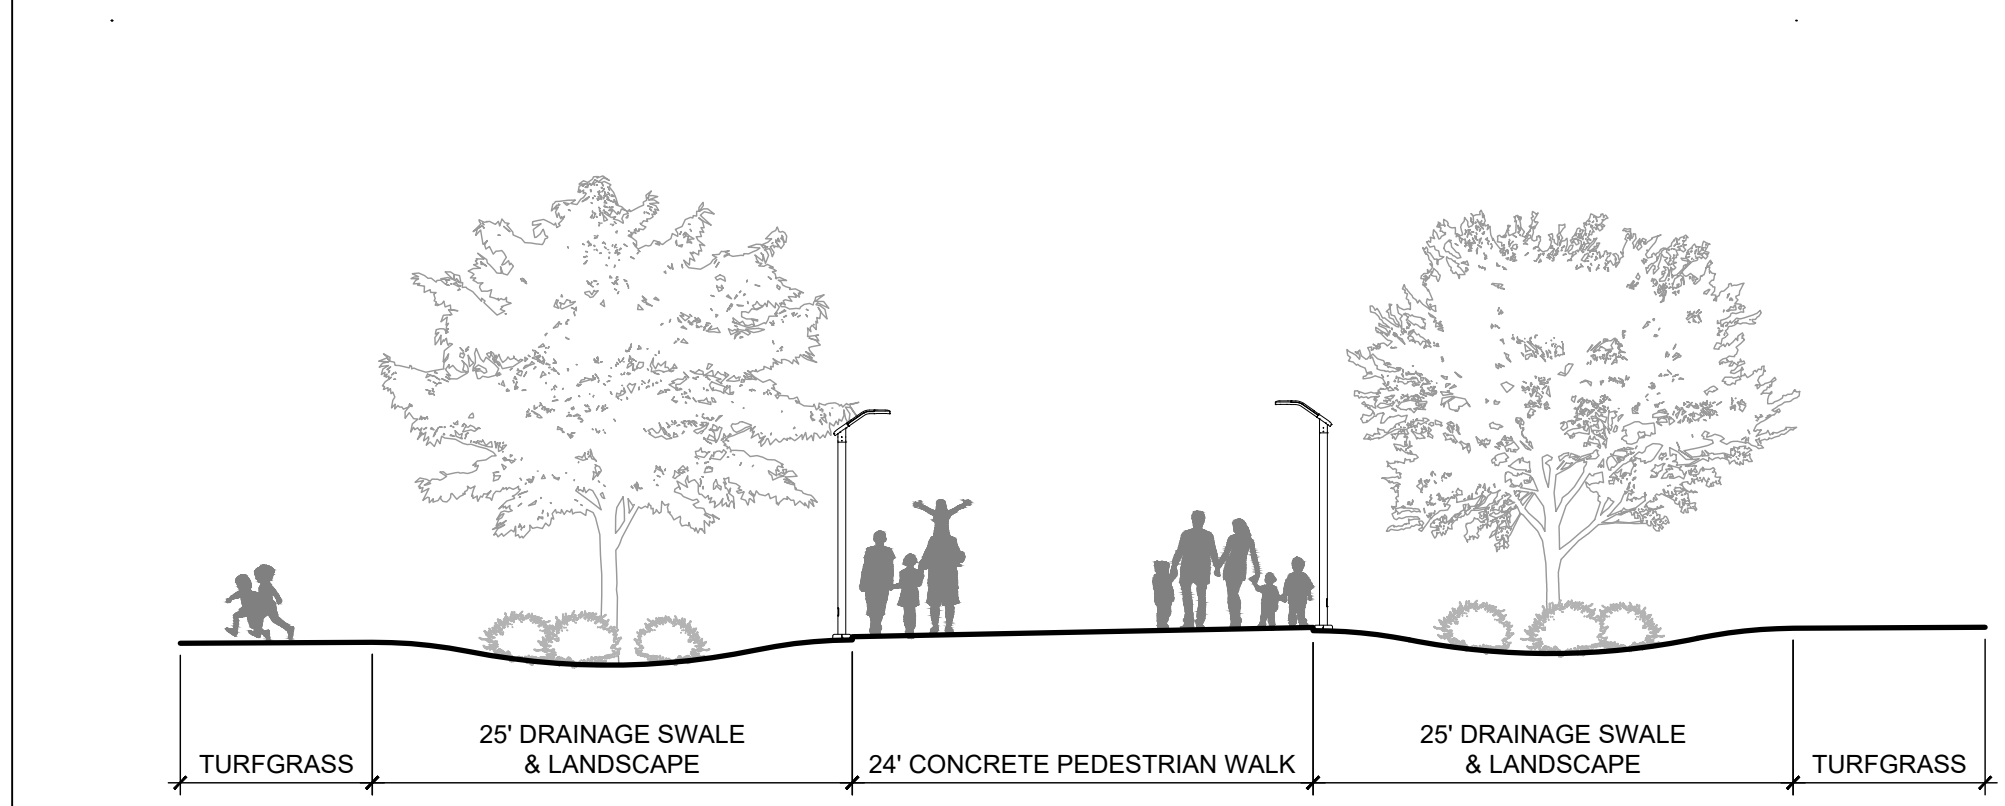 TURFGRASS
25' DRAINAGE SWALE
& LANDSCAPE
24' CONCRETE PEDESTRIAN WALK
25' DRAINAGE SWALE
& LANDSCAPE
TURFGRASS